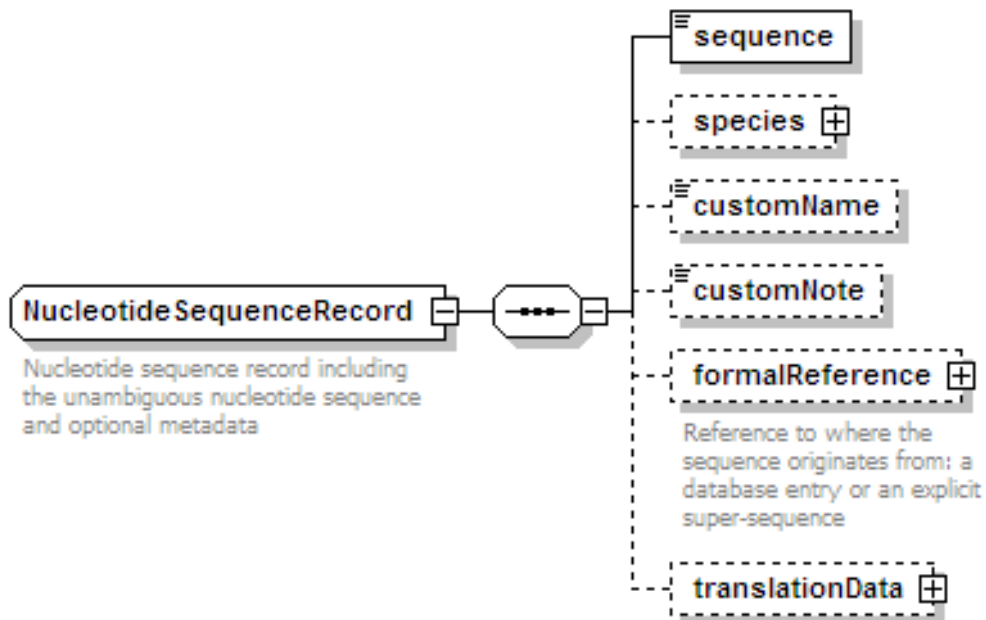 sequence
species
customName
customNote
NucleotideSequenceRecord
Nucleotide sequence record including
the unambiguous nucleotide sequence
and optional metadata
formalReference
Reference to where the
sequence originates from: a
database entry or an explicit
super-sequence
translationData